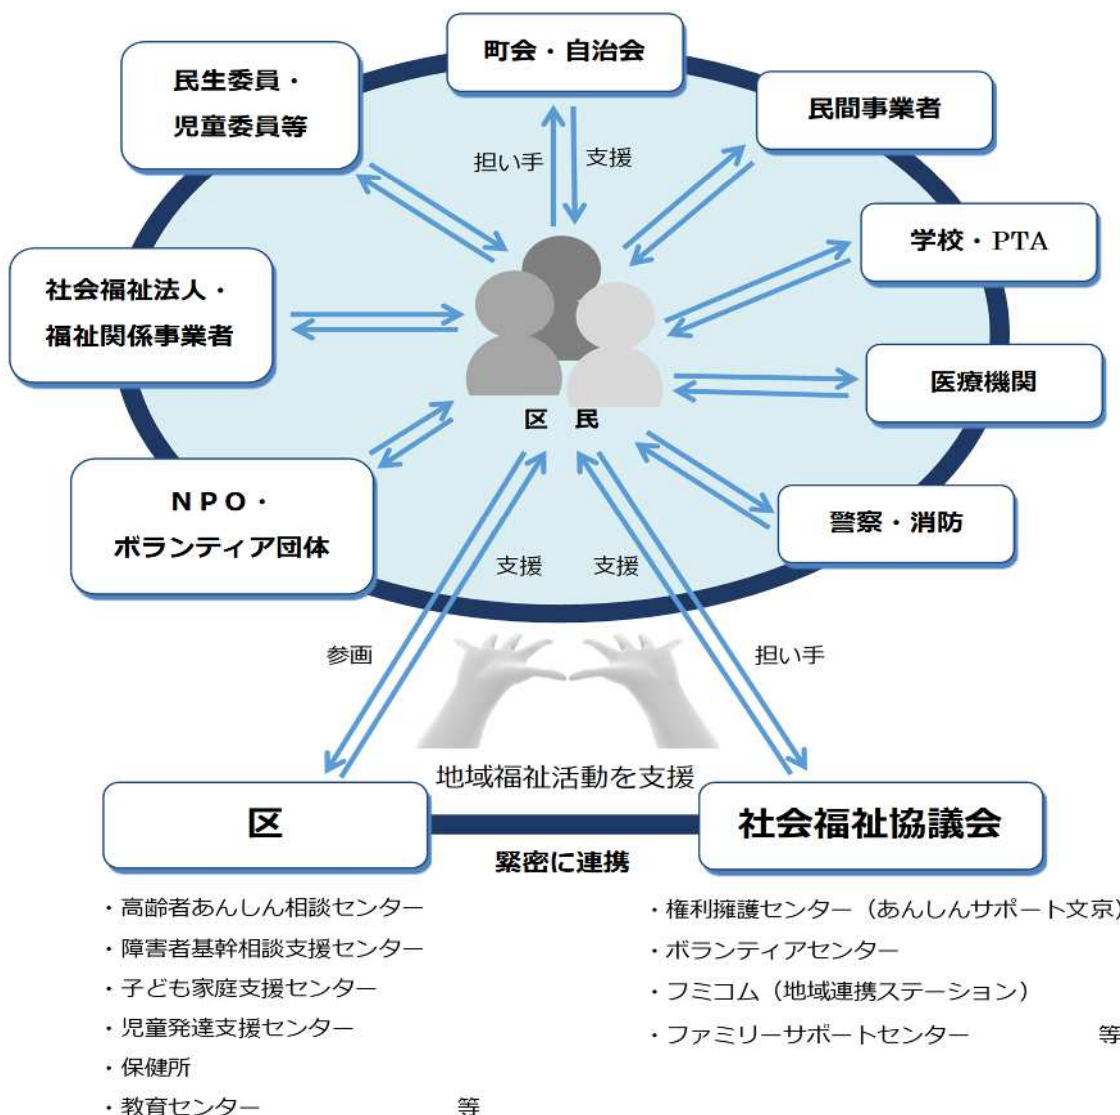 町会・自治会
民生委員・
児童委員等
民間事業者
担い手
支援
学校・PTA
社会福祉法人・
福祉関係事業者
医療機関
区 民
NPO・
ボランティア団体
警察・消防
支援
支援
参画
担い手
地域福祉活動を支援
区
社会福祉協議会
緊密に連携
・高齢者あんしん相談センター
・障害者基幹相談支援センター
・子ども家庭支援センター
・児童発達支援センター
・保健所
・教育センター 等
・権利擁護センター（あんしんサポート文京）
・ボランティアセンター
・フミコム（地域連携ステーション）
・ファミリーサポートセンター 等